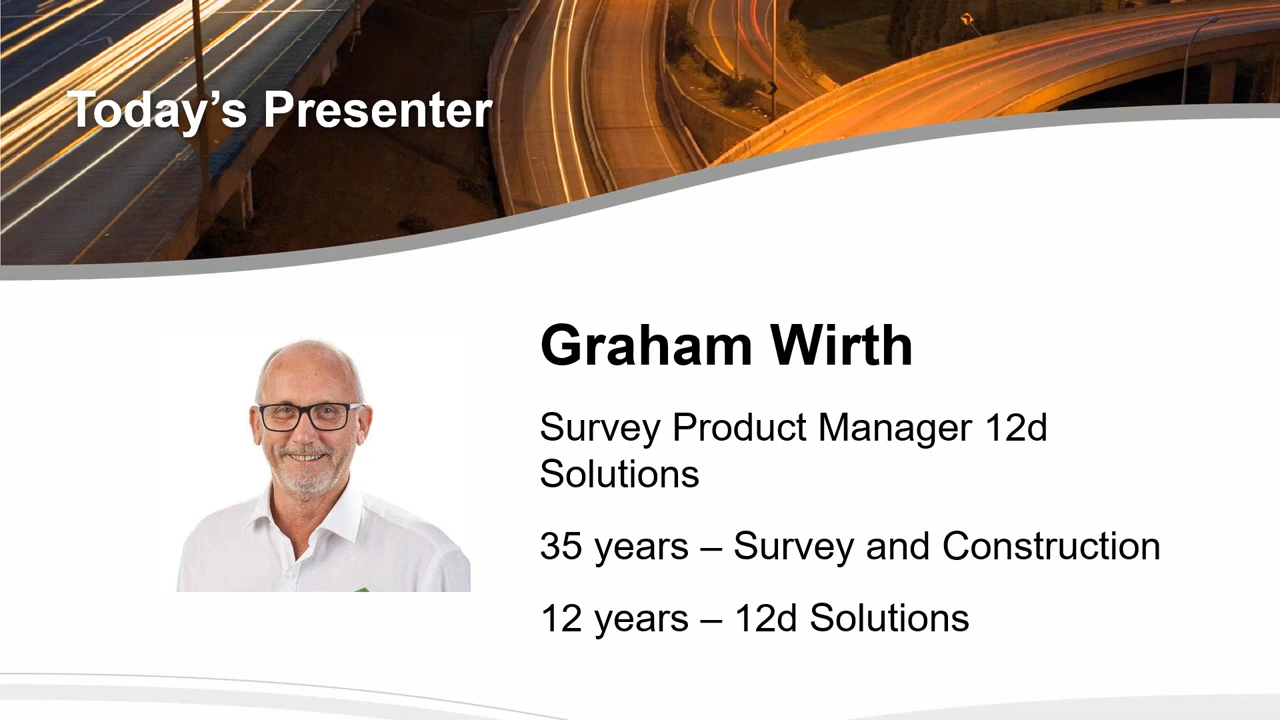 Today’s Presenter
Graham Wirth
Survey Product Manager 12d
Solutions
35 years – Survey and Construction
12 years – 12d Solutions